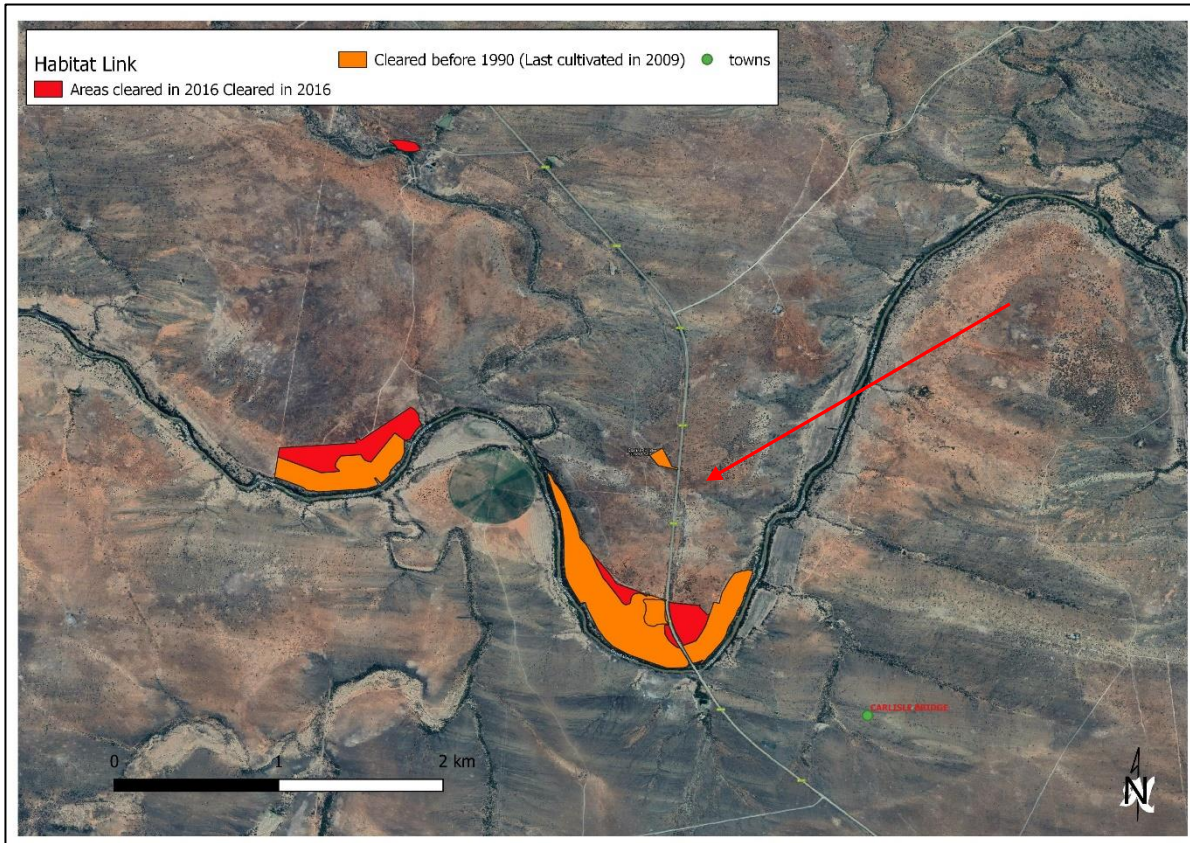 Habitat Link
Areas cleared in 2016 Cleared in 2016
Cleared before 1990 (Last cultivated in 2009)
towns
CARLISLE BRIDGE
0 1 2 km
N